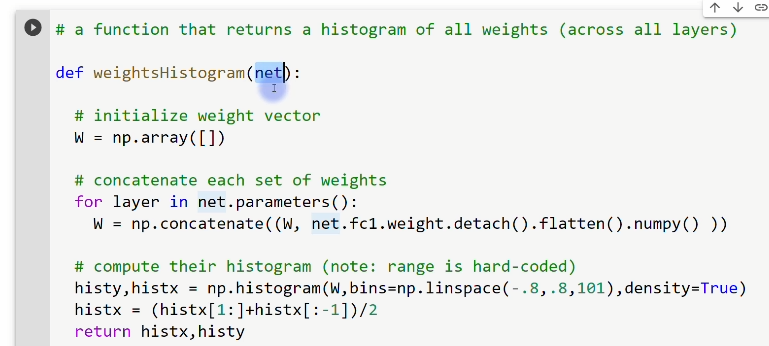 # a function that returns a histogram of all weights (across all layers)
def weightsHistogram(net):
# initialize weight vector
W = np.array([])
# concatenate each set of weights
for layer in net.parameters():
W = np.concatenate((W, net.fc1.weight.detach().flatten().numpy() ))
# compute their histogram (note: range is hard-coded)
histy,histx = np.histogram(W,bins=np.linspace(-.8,.8,101),density=True)
histx = (histx[1:]+histx[:-1])/2
return histx,histy